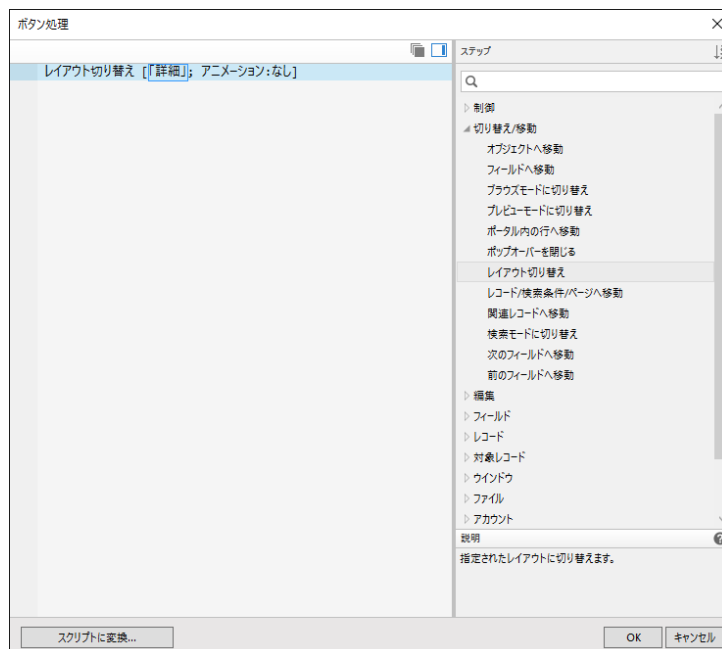 ボタン処理
レイアウト切り替え [「詳細」; アニメーション:なし]
ステップ
制御
切り替え/移動
オブジェクトへ移動
フィールドへ移動
ブラウズモードに切り替え
プレビューモードに切り替え
ポータル内の行へ移動
ポップオーバーを閉じる
レイアウト切り替え
レコード/検索条件/ページへ移動
関連レコードへ移動
検索モードに切り替え
次のフィールドへ移動
前のフィールドへ移動
編集
フィールド
レコード
対象レコード
ウインドウ
ファイル
アカウント
説明
指定されたレイアウトに切り替えます。
スクリプトに変換...
OK
キャンセル